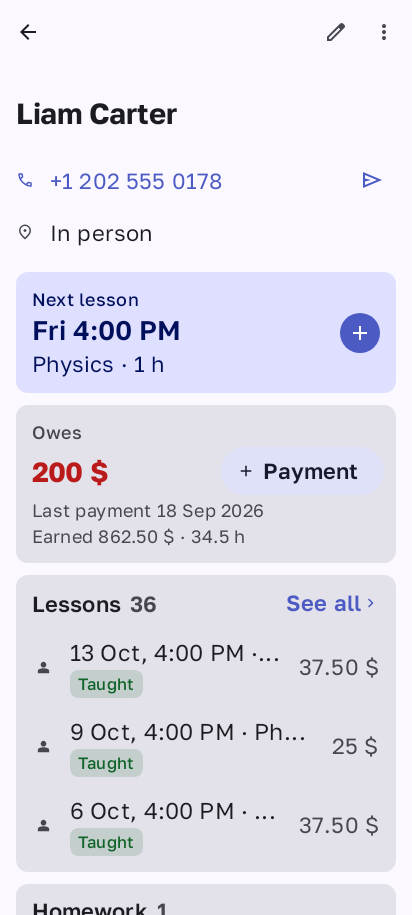 Liam Carter
+1 202 555 0178
In person
Next lesson
Fri 4:00 PM
Physics · 1 h
Owes
200 $
+ Payment
Last payment 18 Sep 2026
Earned 862.50 $ · 34.5 h
Lessons 36
See all
13 Oct, 4:00 PM ·...
37.50 $
Taught
9 Oct, 4:00 PM · Ph...
25 $
Taught
6 Oct, 4:00 PM · ...
37.50 $
Taught
Homework 1